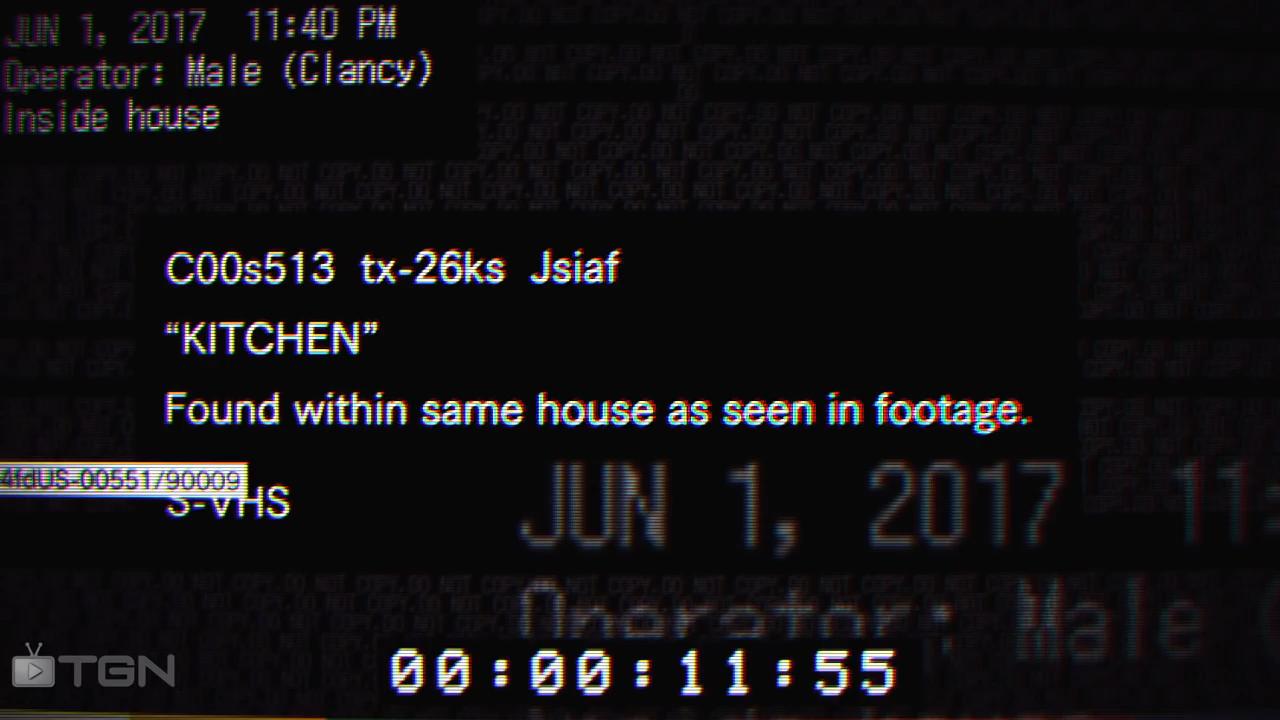 JUN 1, 2017 11:40 PM
Operator: Male (Clancy)
Inside house
C00s513 tx-26ks Jsiaf
“KITCHEN”
Found within same house as seen in footage.
4fdUS-00551/90009
S-VHS
JUN 1, 2017 11:
Operator: Male
00:00:11:55
TGN